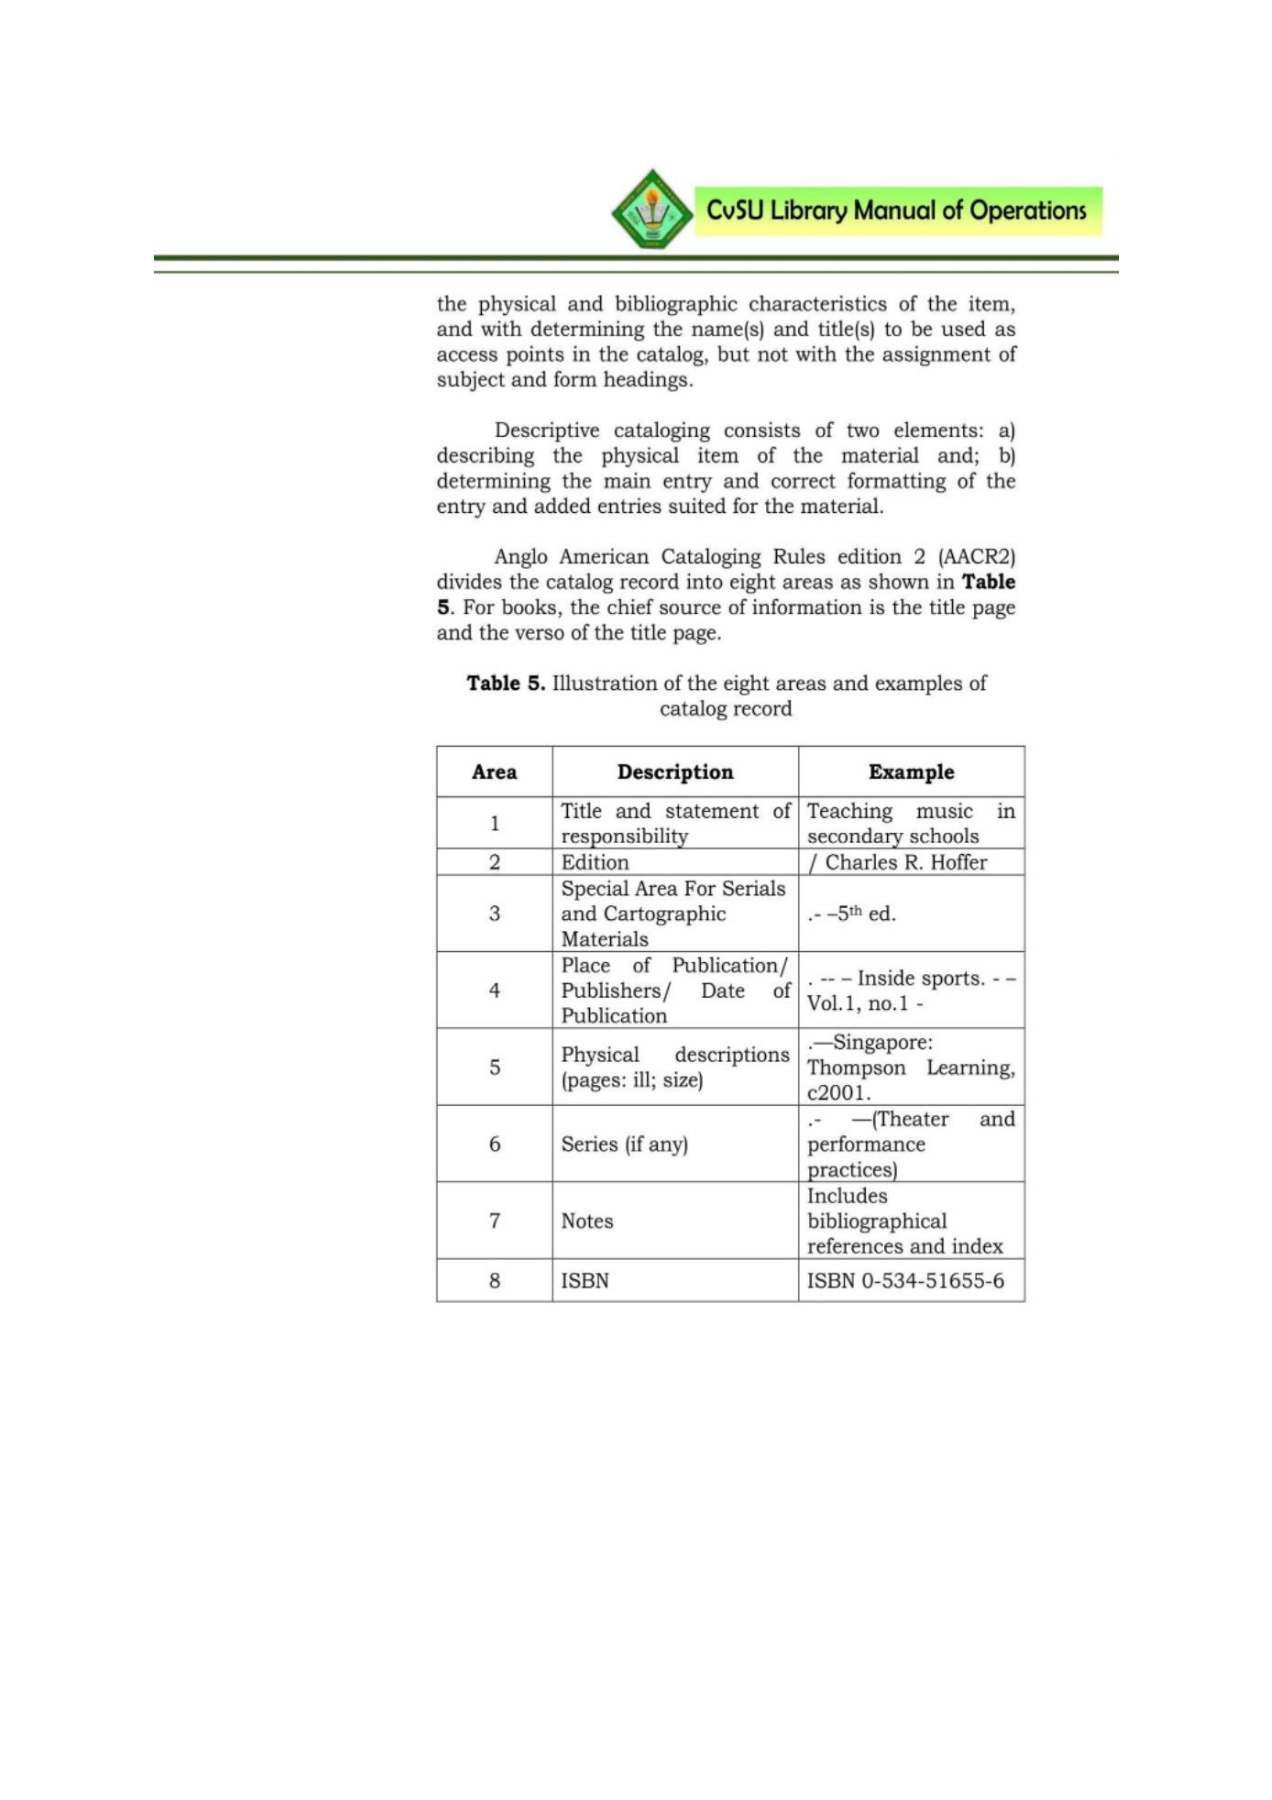 CvSU Library Manual of Operations
the physical and bibliographic characteristics of the item,
and with determining the name(s) and title(s) to be used as
access points in the catalog, but not with the assignment of
subject and form headings.
Descriptive cataloging consists of two elements: a)
describing the physical item of the material and; b)
determining the main entry and correct formatting of the
entry and added entries suited for the material.
Anglo American Cataloging Rules edition 2 (AACR2)
divides the catalog record into eight areas as shown in Table
5. For books, the chief source of information is the title page
and the verso of the title page.
Table 5. Illustration of the eight areas and examples of
catalog record
Area Description Example
1 Title and statement of responsibility Teaching music in secondary schools
2 Edition / Charles R. Hoffer
3 Special Area For Serials and Cartographic Materials .- –5th ed.
4 Place of Publication/ Publishers/ Date of Publication . -- – Inside sports. - – Vol.1, no.1 -
5 Physical descriptions (pages: ill; size) .—Singapore: Thompson Learning, c2001.
6 Series (if any) .- —(Theater and performance practices)
7 Notes Includes bibliographical references and index
8 ISBN ISBN 0-534-51655-6